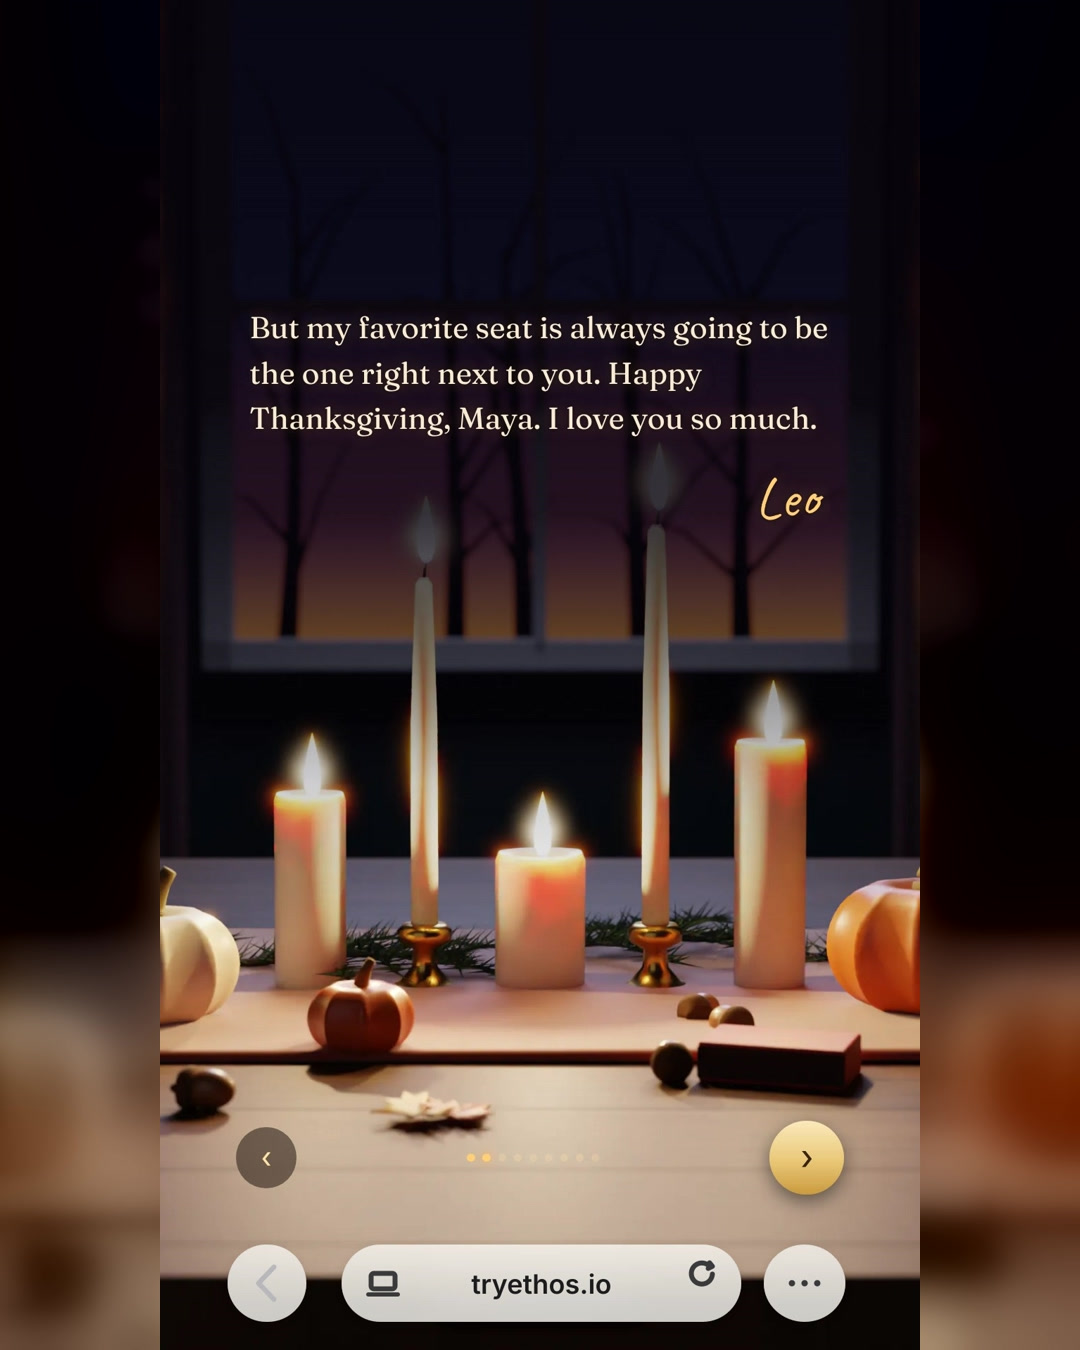 But my favorite seat is always going to be
the one right next to you. Happy
Thanksgiving, Maya. I love you so much.
Leo
tryethos.io